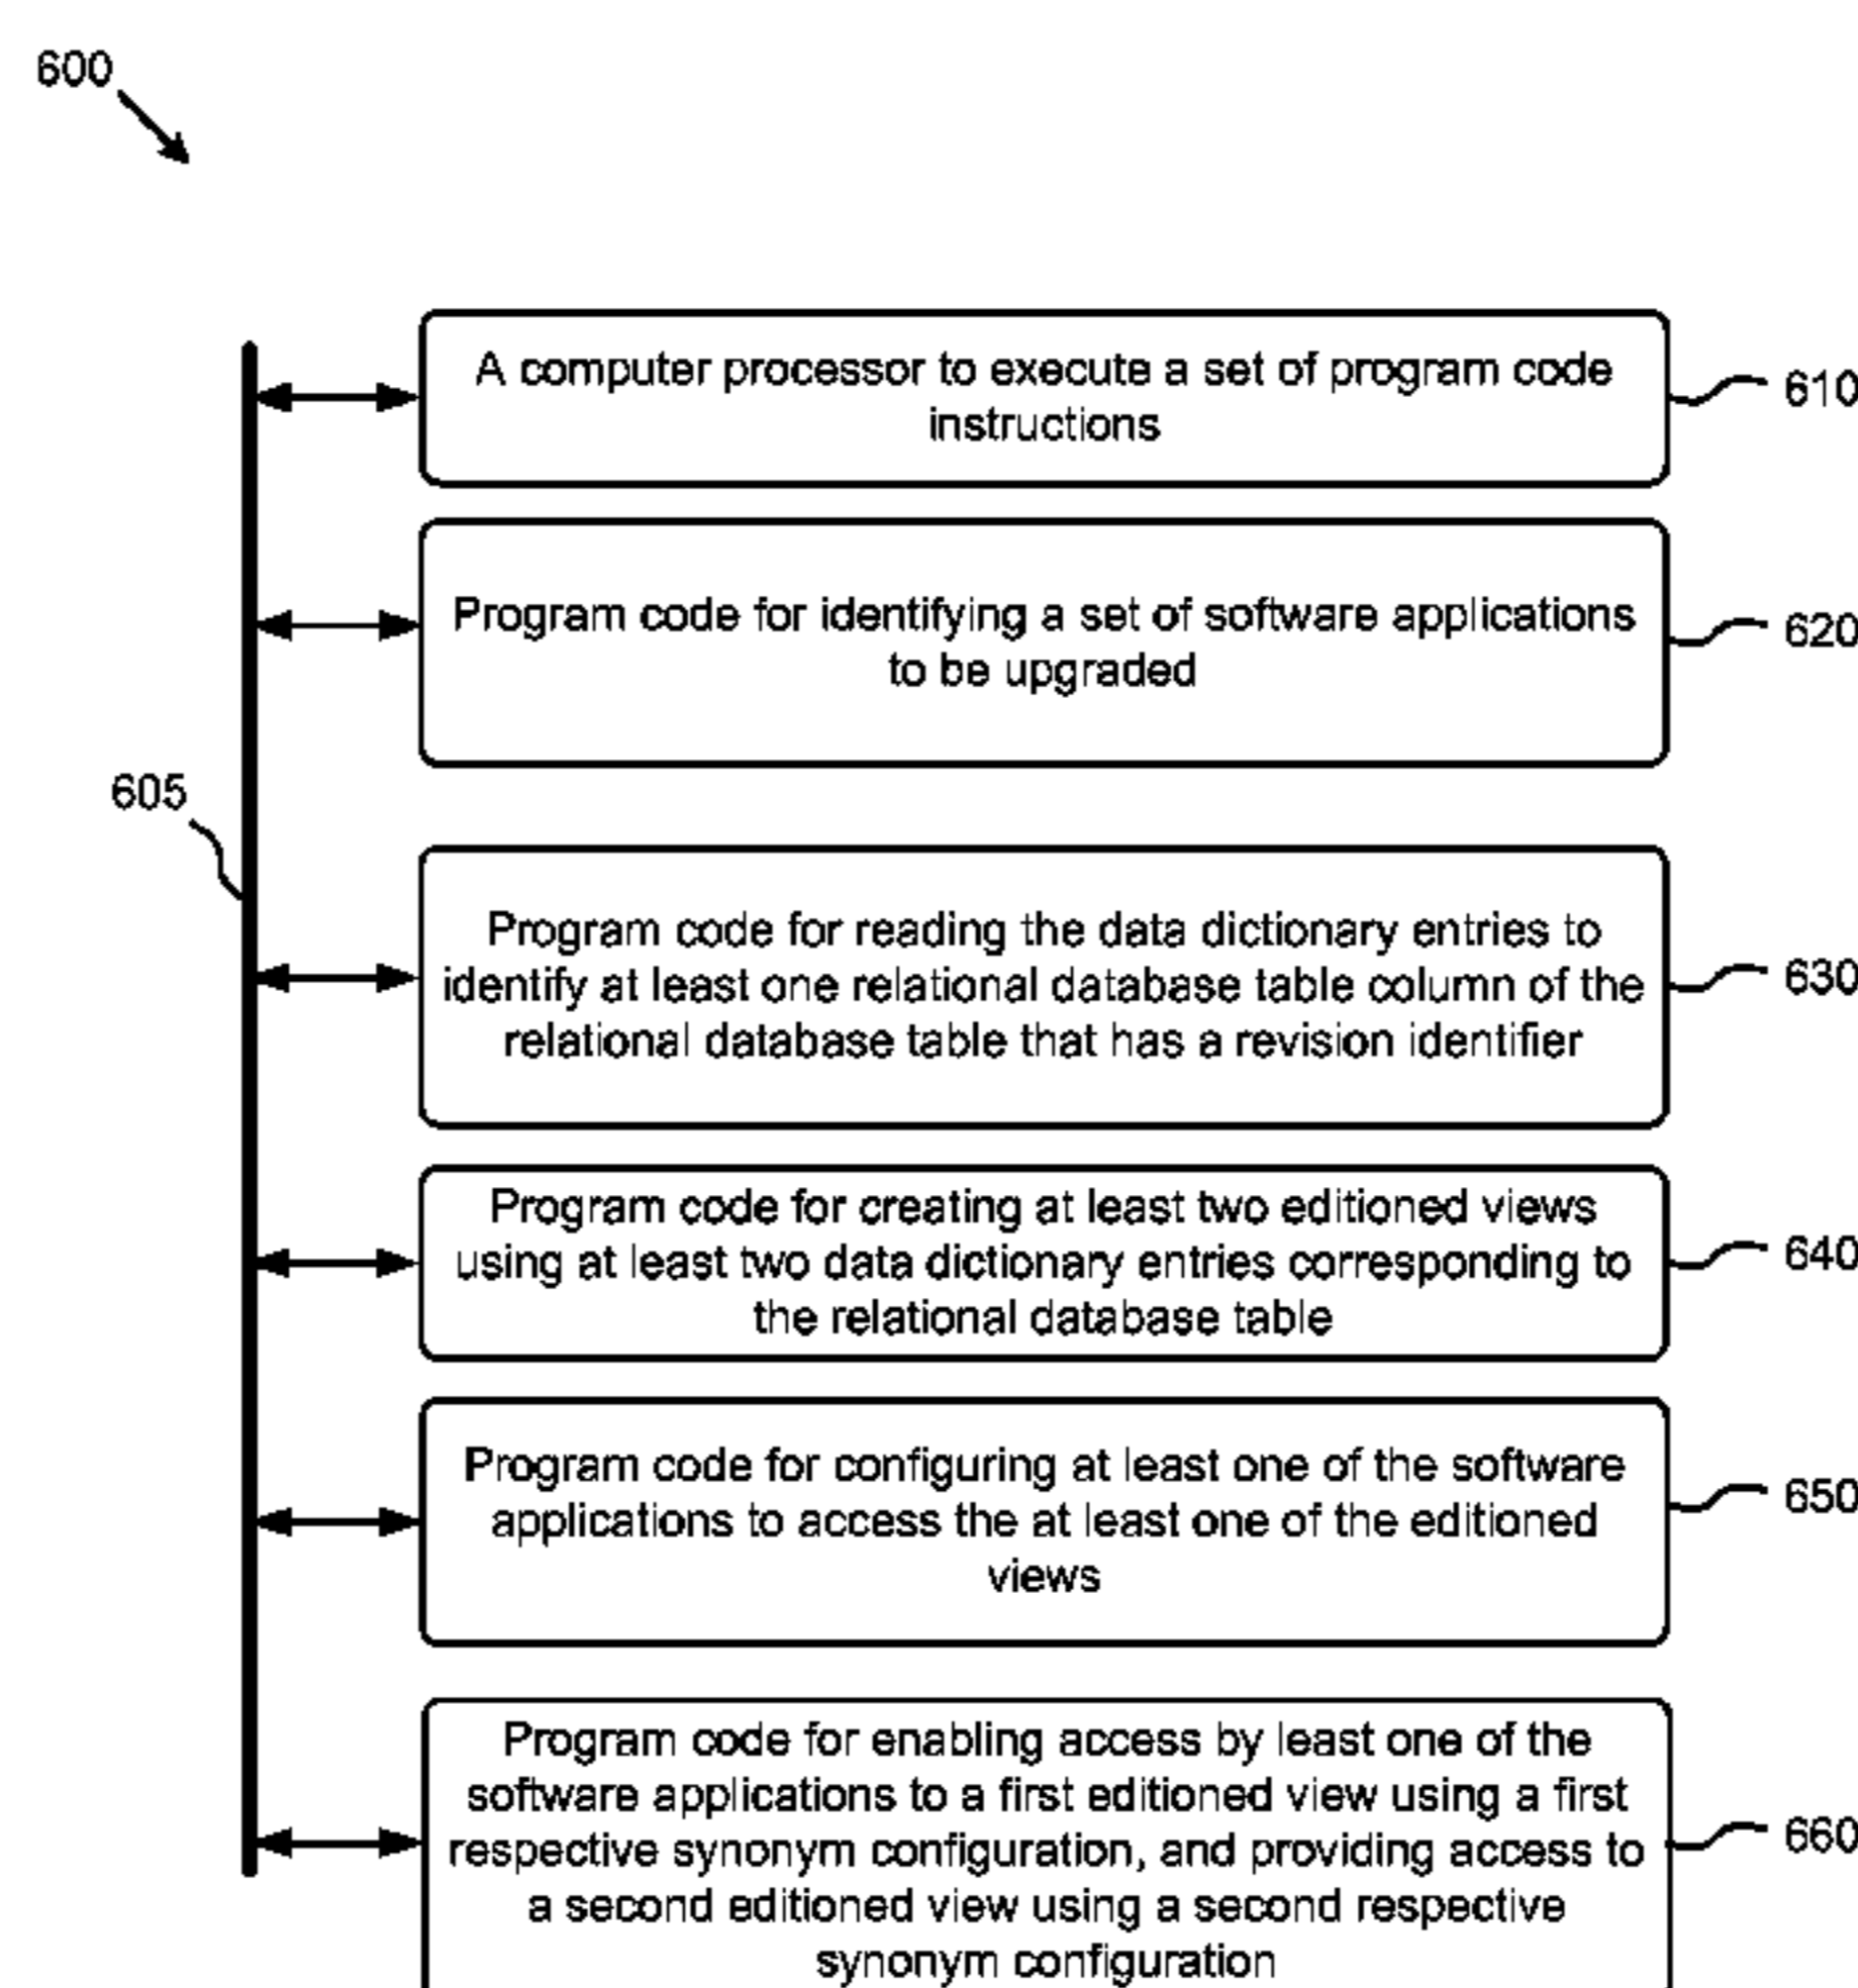 600
A computer processor to execute a set of program code
instructions
610
Program code for identifying a set of software applications
to be upgraded
620
605
Program code for reading the data dictionary entries to
identify at least one relational database table column of the
relational database table that has a revision identifier
630
Program code for creating at least two editioned views
using at least two data dictionary entries corresponding to
the relational database table
640
Program code for configuring at least one of the software
applications to access the at least one of the editioned
views
650
Program code for enabling access by least one of the
software applications to a first editioned view using a first
respective synonym configuration, and providing access to
a second editioned view using a second respective
synonym configuration
660